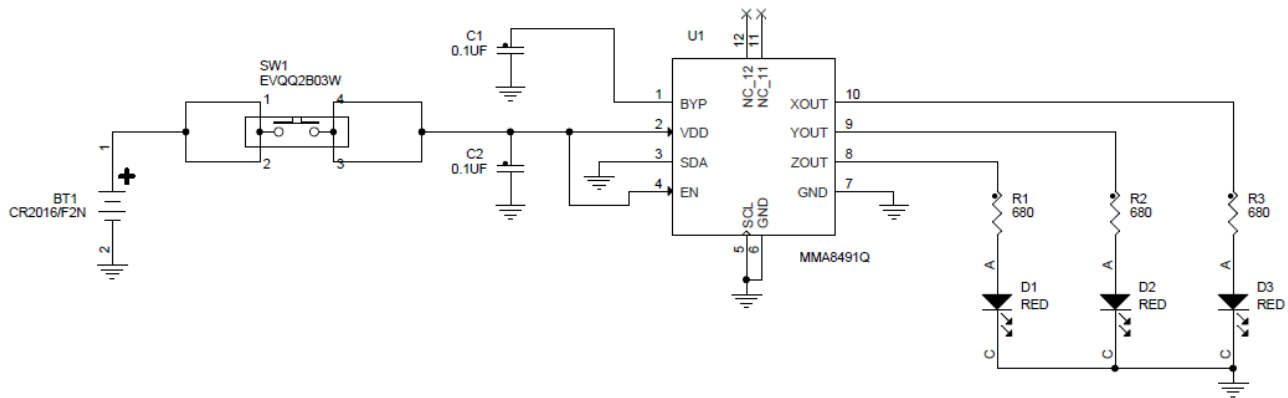 SW1
EVQQ2B03W
1
4
2
3
1
BT1
CR2016/F2N
2
C1
0.1UF
C2
0.1UF
U1
12
11
NC_12
NC_11
1
BYP
2
VDD
3
SDA
4
EN
XOUT
10
YOUT
9
ZOUT
8
GND
7
SCL
GND
5
6
MMA8491Q
R1
680
R2
680
R3
680
A
A
A
D1
RED
D2
RED
D3
RED
C
C
C